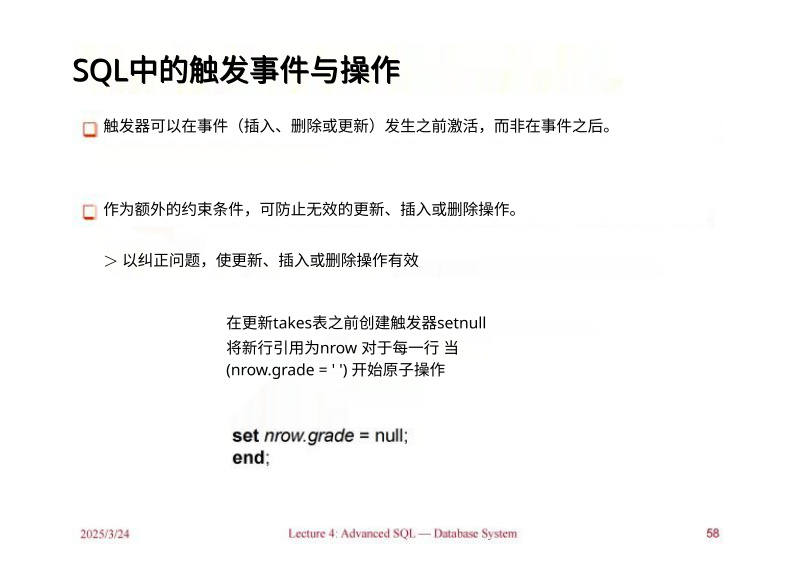 SQL中的触发事件与操作
触发器可以在事件（插入、删除或更新）发生之前激活，而非在事件之后。
作为额外的约束条件，可防止无效的更新、插入或删除操作。
＞以纠正问题，使更新、插入或删除操作有效
在更新takes表之前创建触发器setnull
将新行引用为nrow 对于每一行 当
(nrow.grade = ' ') 开始原子操作
set nrow.grade = null;
end;
2025/3/24 Lecture 4: Advanced SQL — Database System 58